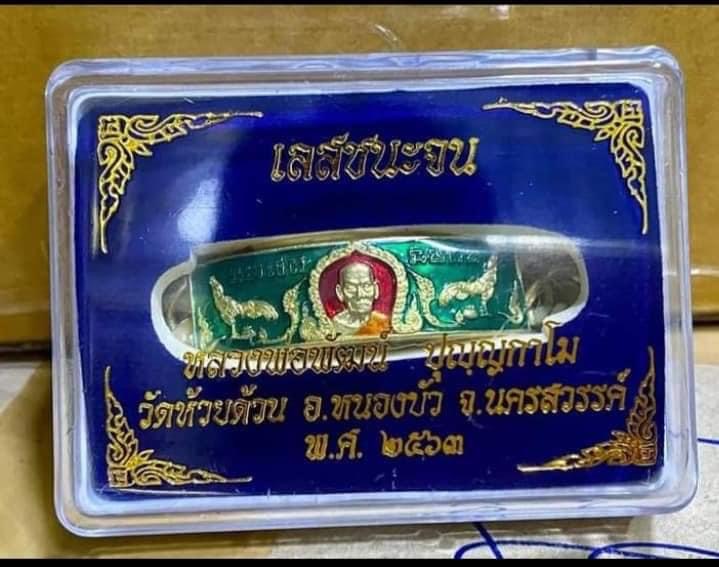 เลสัชนะจน
หลวงพ่อพัฒน์ ปุญฺญกาโม
วัดห้วยด้วน อ.หนองบัว จ.นครสวรรค์
พ.ศ. ๒๕๖๓